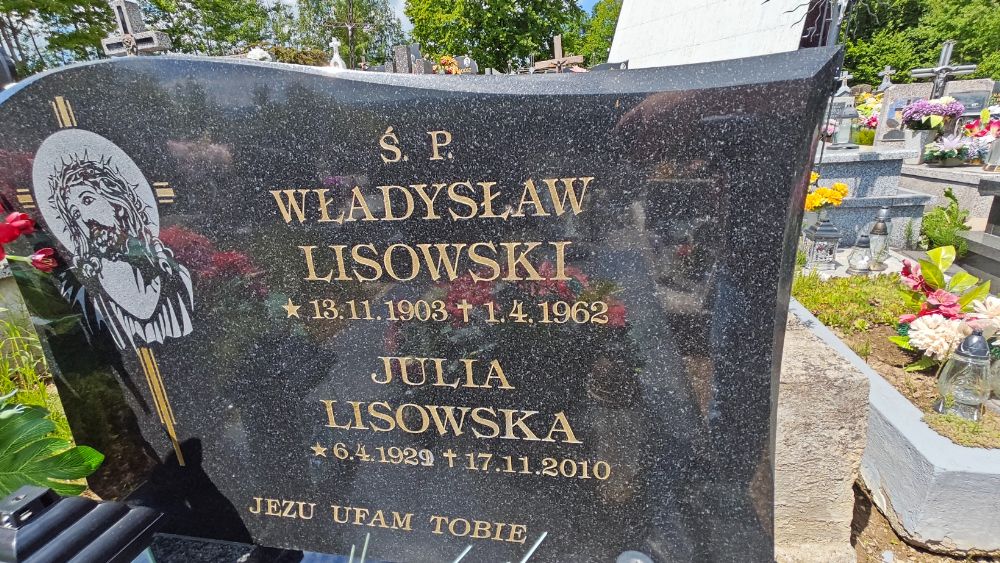 Ś. P.
WŁADYSŁAW
LISOWSKI
★ 13.11.1903 ✝ 1.4.1962
JULIA
LISOWSKA
★ 6.4.1929 ✝ 17.11.2010
JEZU UFAM TOBIE